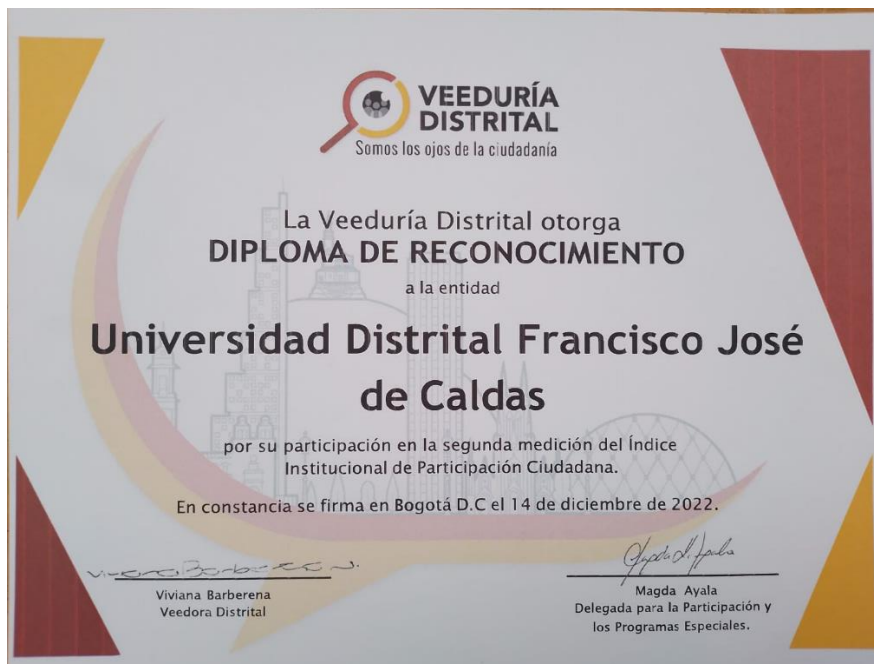 VEEDURÍA
DISTRITAL
Somos los ojos de la ciudadanía
La Veeduría Distrital otorga
DIPLOMA DE RECONOCIMIENTO
a la entidad
Universidad Distrital Francisco José
de Caldas
por su participación en la segunda medición del Índice
Institucional de Participación Ciudadana.
En constancia se firma en Bogotá D.C el 14 de diciembre de 2022.
Viviana Barberena
Veedora Distrital
Magda Ayala
Delegada para la Participación y
los Programas Especiales.